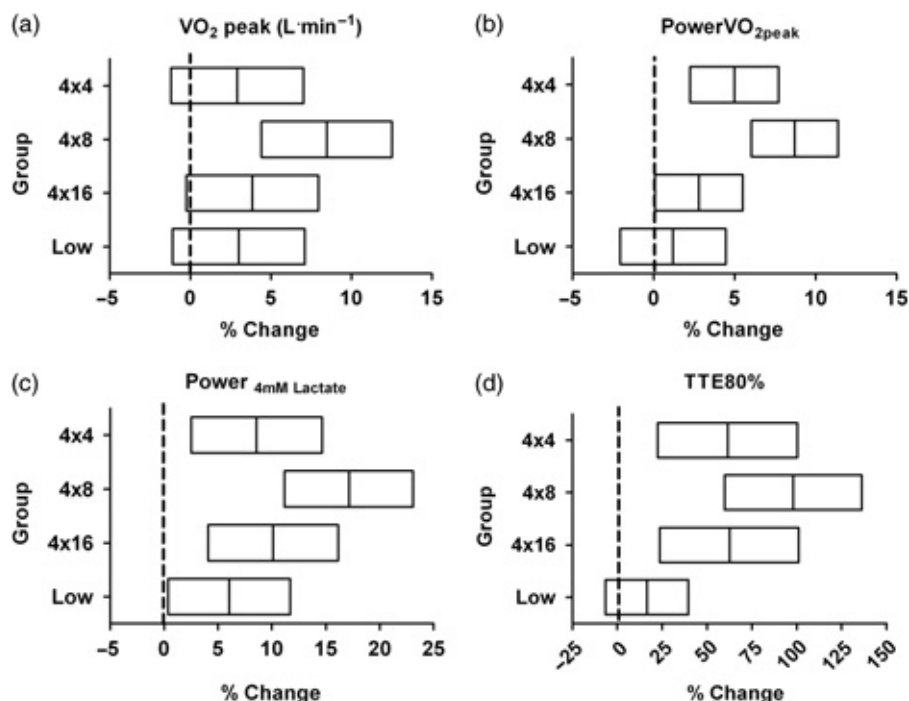 (a)
VO₂ peak (L·min⁻¹)
Group
4x4
4x8
4x16
Low
−5 0 5 10 15
% Change
(b)
PowerVO₂peak
Group
4x4
4x8
4x16
Low
−5 0 5 10 15
% Change
(c)
Power 4mM Lactate
Group
4x4
4x8
4x16
Low
−5 0 5 10 15 20 25
% Change
(d)
TTE80%
Group
4x4
4x8
4x16
Low
−25 0 25 50 75 100 125 150
% Change